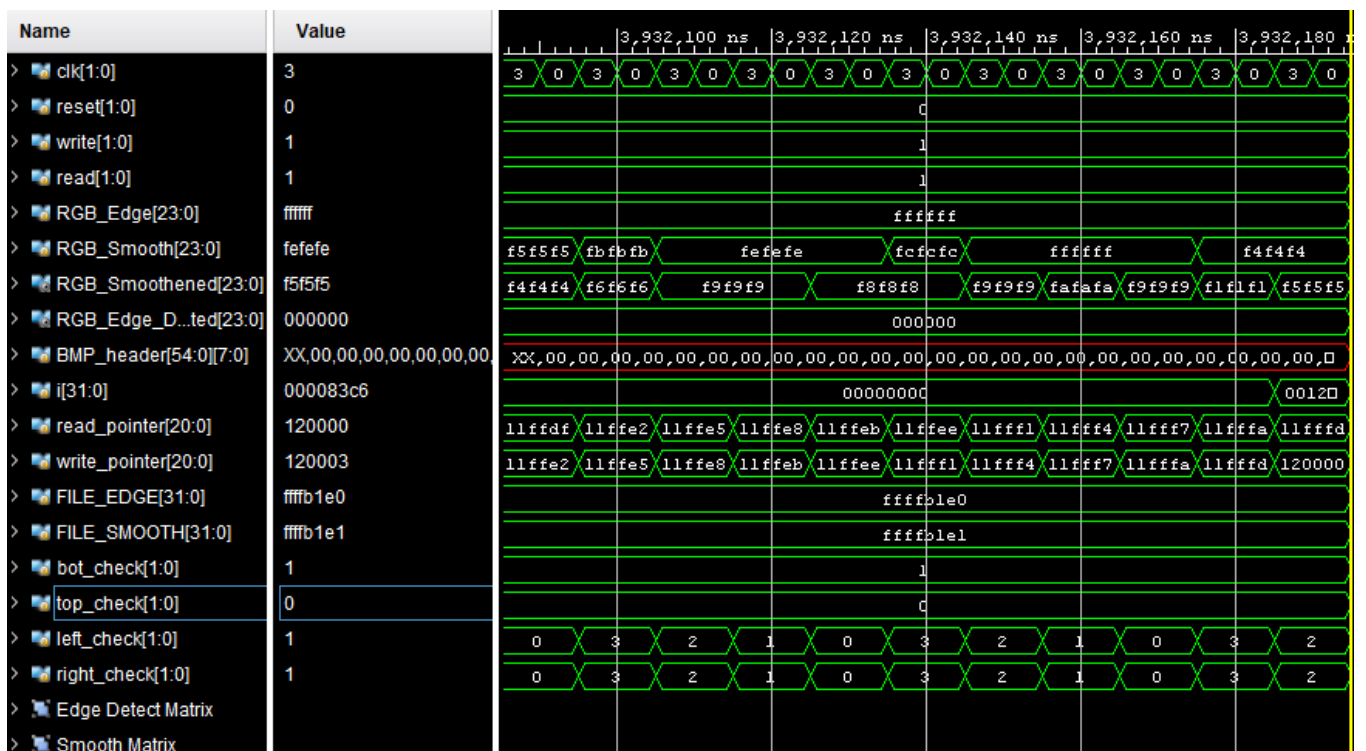 Name Value 3,932,100 ns 3,932,120 ns 3,932,140 ns 3,932,160 ns 3,932,180
clk[1:0] 3 3 0 3 0 3 0 3 0 3 0 3 0 3 0 3 0 3 0 3 0 3 0
reset[1:0] 0 0
write[1:0] 1 1
read[1:0] 1 1
RGB_Edge[23:0] ffffff ffffff
RGB_Smooth[23:0] fefefe f5f5f5 fbfbfb fefefe fcfcfc ffffff f4f4f4
RGB_Smoothened[23:0] f5f5f5 f4f4f4 f6f6f6 f9f9f9 f8f8f8 f9f9f9 fafafa f9f9f9 f1f1f1 f5f5f5
RGB_Edge_D...ted[23:0] 000000 000000
BMP_header[54:0][7:0] XX,00,00,00,00,00,00,00, XX,00,00,00,00,00,00,00,00,00,00,00,00,00,00,00,00,00,00,00,00,00,00,00,
i[31:0] 000083c6 00000000 0012
read_pointer[20:0] 120000 11ffdf 11ffe2 11ffe5 11ffe8 11ffeb 11ffee 11fff1 11fff4 11fff7 11fffa 11fffd
write_pointer[20:0] 120003 11ffe2 11ffe5 11ffe8 11ffeb 11ffee 11fff1 11fff4 11fff7 11fffa 11fffd 120000
FILE_EDGE[31:0] ffffb1e0 ffffb1e0
FILE_SMOOTH[31:0] ffffb1e1 ffffb1e1
bot_check[1:0] 1 1
top_check[1:0] 0 0
left_check[1:0] 1 0 3 2 1 0 3 2 1 0 3 2
right_check[1:0] 1 0 3 2 1 0 3 2 1 0 3 2
Edge Detect Matrix
Smooth Matrix